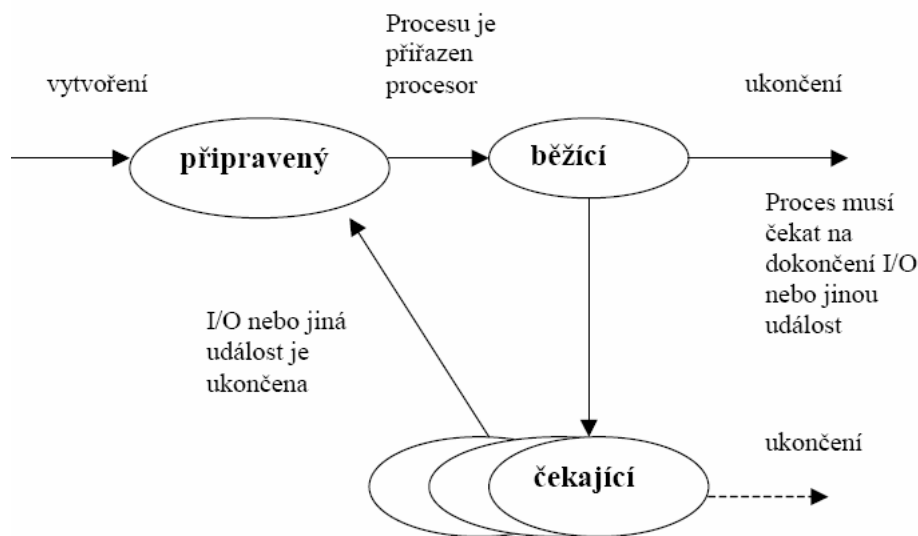 Procesu je
přiřazen
procesor
vytvoření
ukončení
připravený
běžící
Proces musí
čekat na
dokončení I/O
nebo jinou
událost
I/O nebo jiná
událost je
ukončena
ukončení
čekající